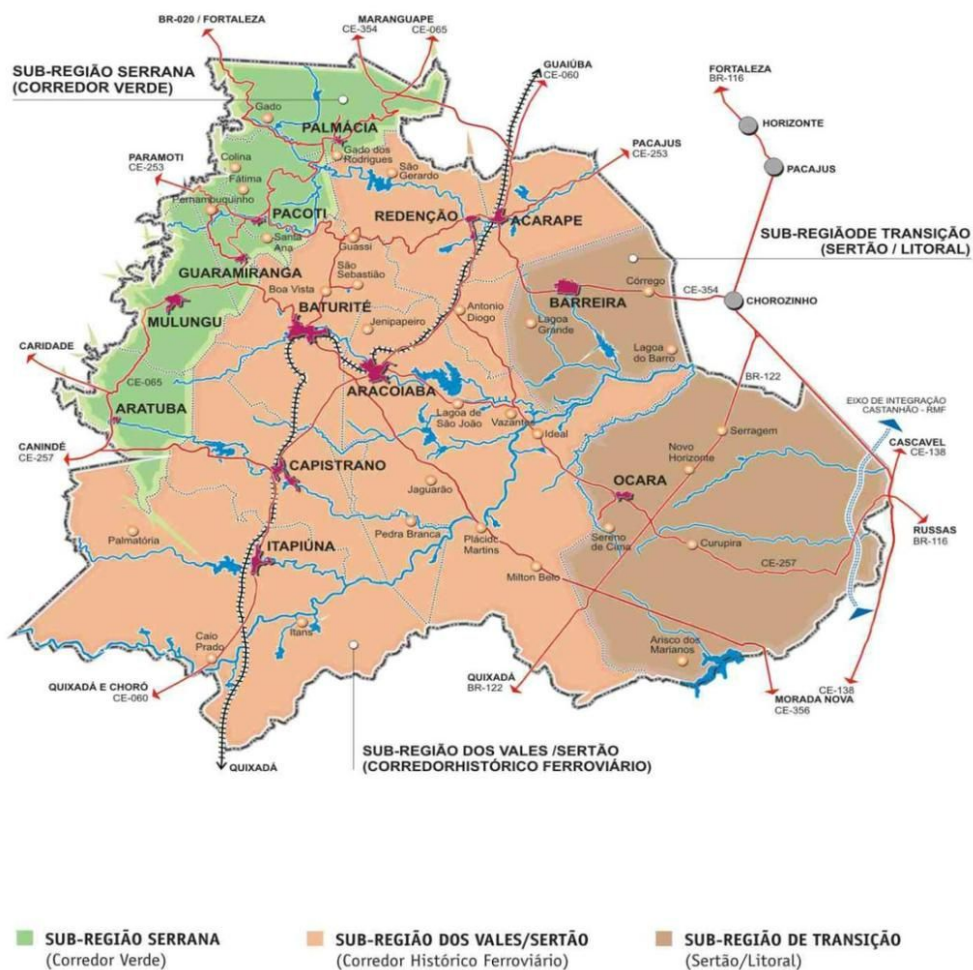 BR-020 / FORTALEZA
MARANGUAPE
CE-354
CE-065
SUB-REGIÃO SERRANA
(CORREDOR VERDE)
GUAIÚBA
CE-060
FORTALEZA
BR-116
HORIZONTE
PACAJUS
Gado
PALMÁCIA
Gado dos
Rodrigues
São
Gerardo
PACAJUS
CE-253
PARAMOTI
CE-253
Colina
Fátima
Pernambuquinho
PACOTI
Santa
Ana
REDENÇÃO
ACARAPE
Guassi
SUB-REGIÃODE TRANSIÇÃO
(SERTÃO / LITORAL)
GUARAMIRANGA
São
Sebastião
Boa Vista
MULUNGU
BATURITÉ
Jenipapeiro
Antonio
Diogo
BARREIRA
Córrego
CE-354
CHOROZINHO
Lagoa
Grande
Lagoa
do Barro
CARIDADE
CE-065
ARATUBA
ARACOIABA
BR-122
Lagoa de
São João
Vazantes
Ideal
Serragem
EIXO DE INTEGRAÇÃO
CASTANHÃO - RMF
CASCAVEL
CE-138
CANINDÉ
CE-257
CAPISTRANO
Novo
Horizonte
Jaguarão
OCARA
RUSSAS
BR-116
Palmatória
ITAPIÚNA
Pedra Branca
Plácido
Martins
Sereno
de Cima
Curupira
CE-257
Milton Belo
Itans
Caio
Prado
Arisco dos
Marianos
QUIXADÁ E CHORÓ
CE-060
QUIXADÁ
BR-122
MORADA NOVA
CE-356
CE-138
QUIXADÁ
SUB-REGIÃO DOS VALES /SERTÃO
(CORREDORHISTÓRICO FERROVIÁRIO)
SUB-REGIÃO SERRANA
(Corredor Verde)
SUB-REGIÃO DOS VALES/SERTÃO
(Corredor Histórico Ferroviário)
SUB-REGIÃO DE TRANSIÇÃO
(Sertão/Litoral)